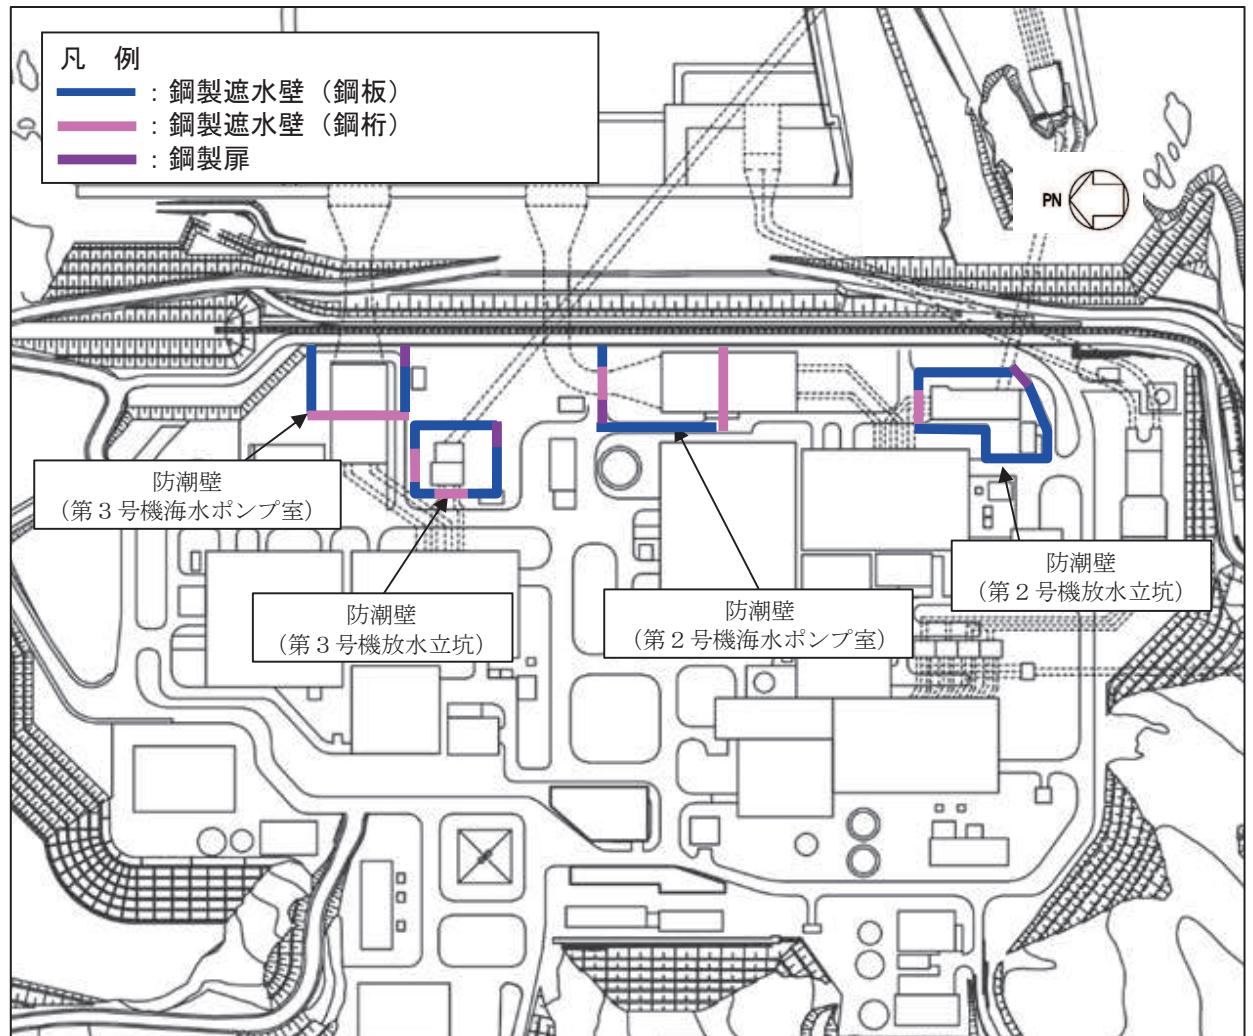 凡　例
：鋼製遮水壁（鋼板）
：鋼製遮水壁（鋼桁）
：鋼製扉
PN
防潮壁
（第３号機海水ポンプ室）
防潮壁
（第３号機放水立坑）
防潮壁
（第２号機海水ポンプ室）
防潮壁
（第２号機放水立坑）